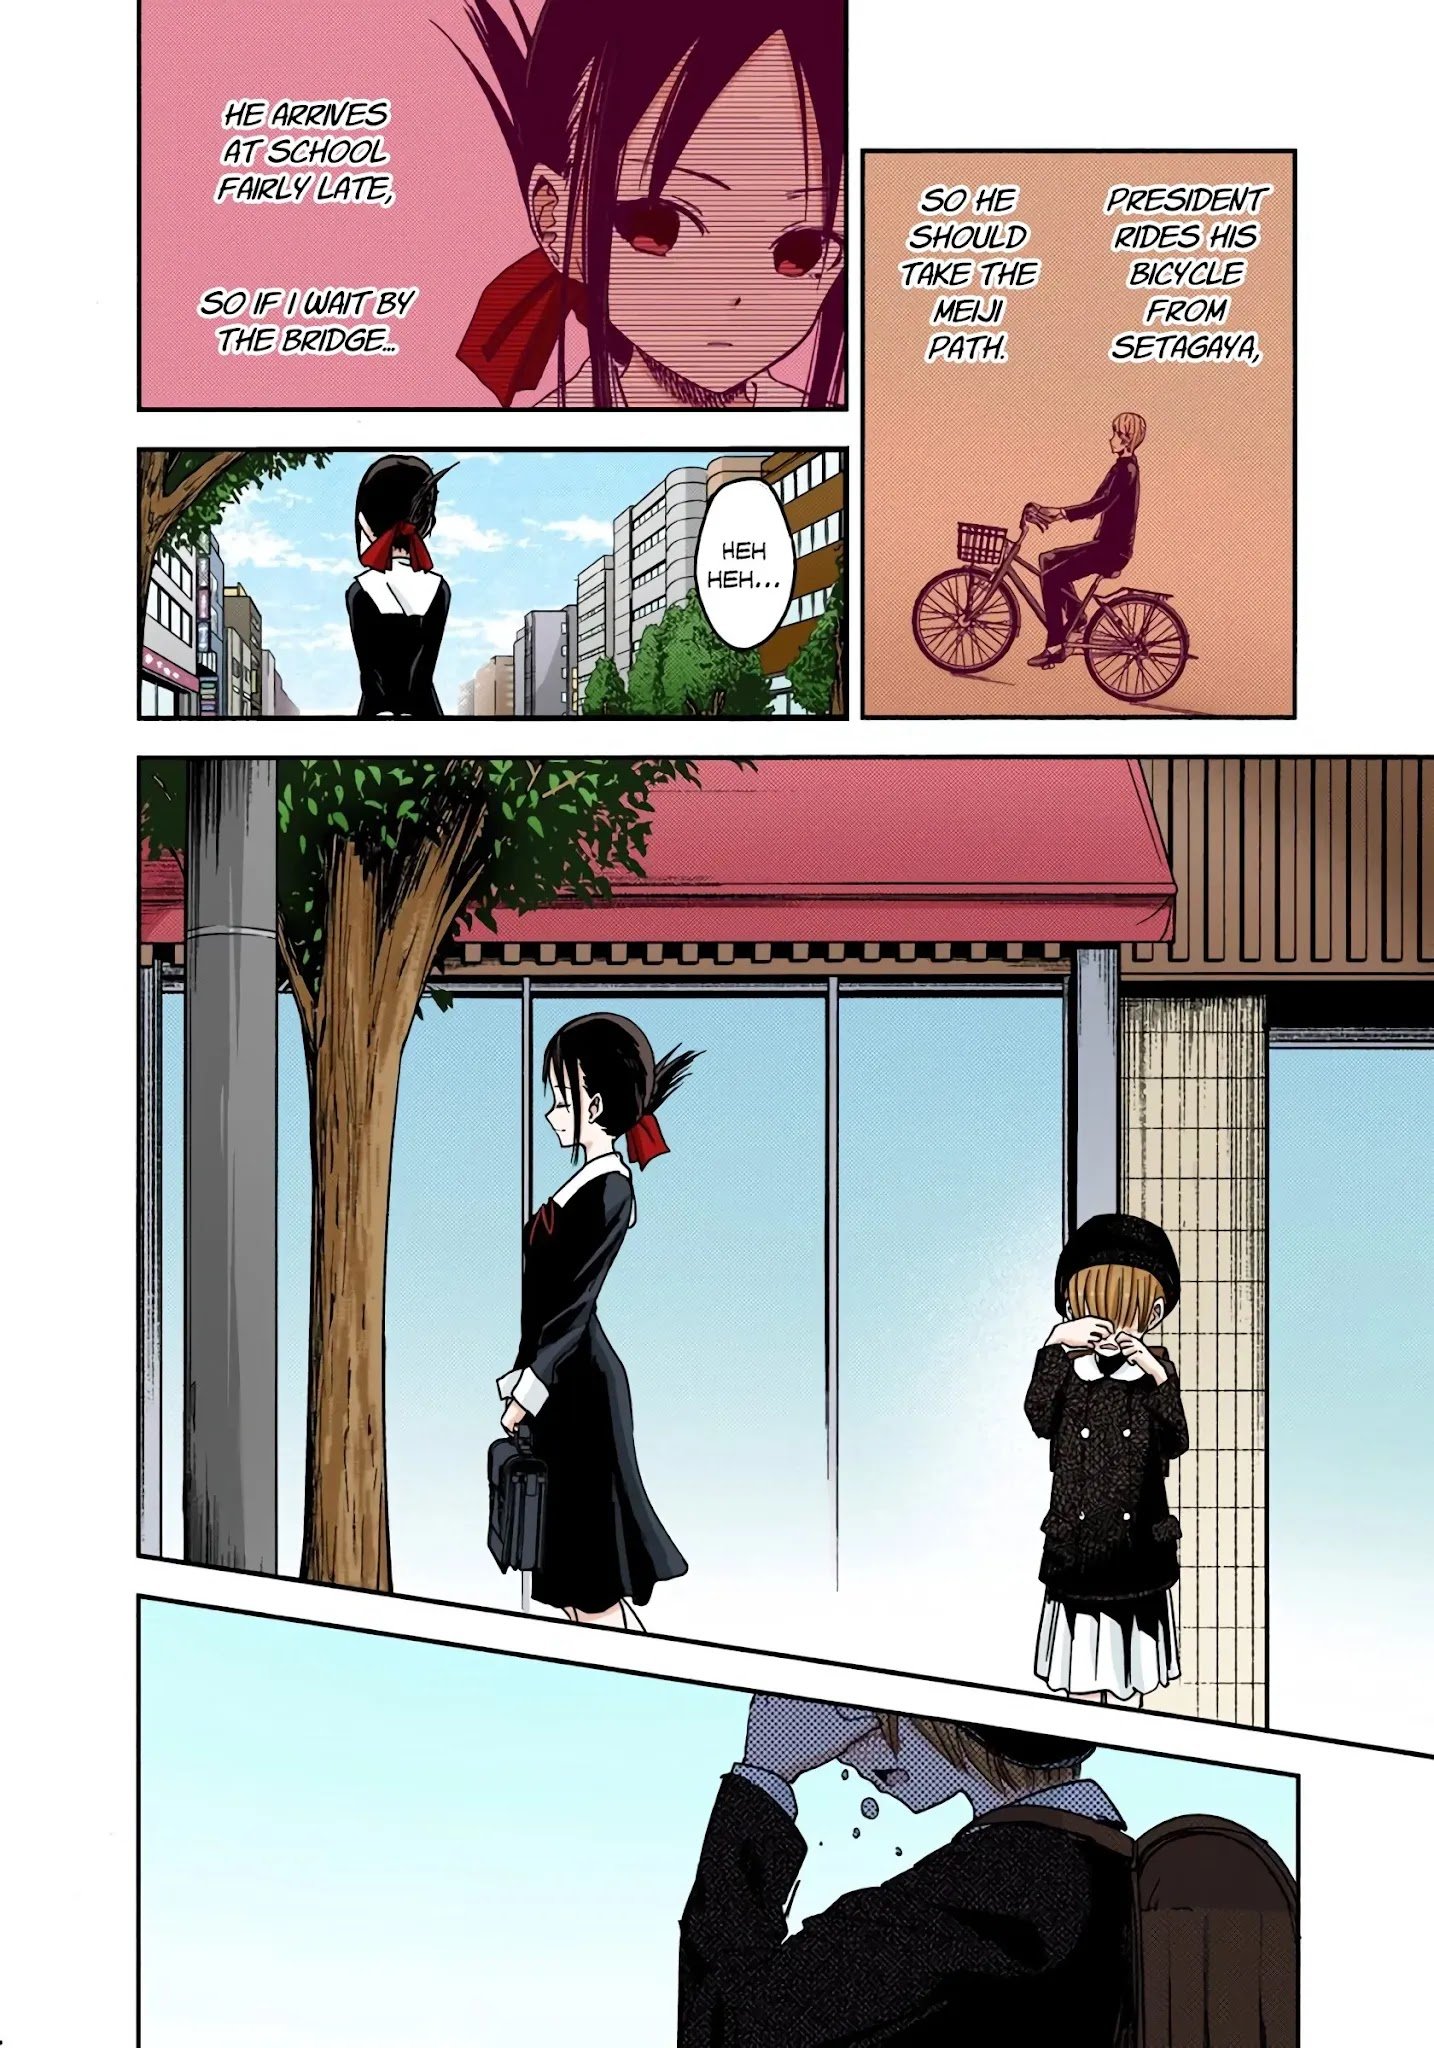 PRESIDENT
RIDES HIS
BICYCLE
FROM
SETAGAYA,
SO HE
SHOULD
TAKE THE
MEIJI
PATH.
HE ARRIVES
AT SCHOOL
FAIRLY LATE,
SO IF I WAIT BY
THE BRIDGE...
HEH
HEH...